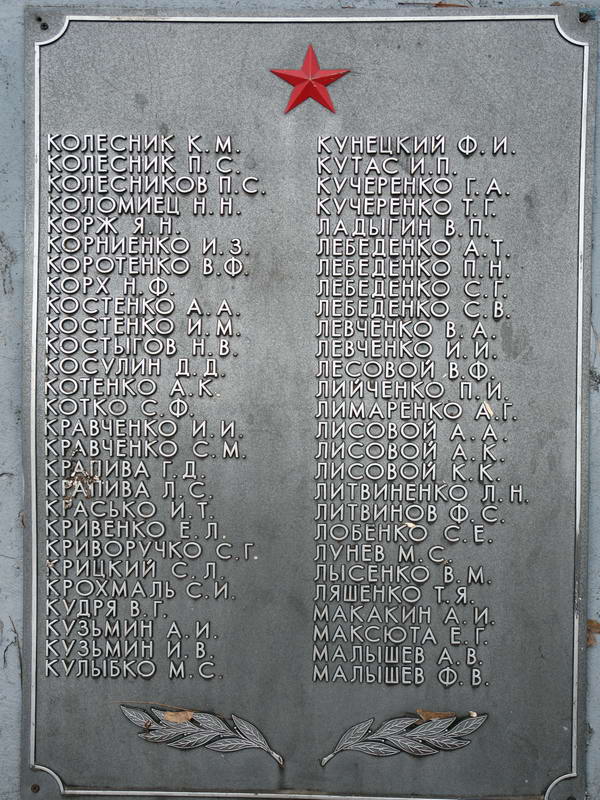 КОЛЕСНИК К.М.
КОЛЕСНИК П.С.
КОЛЕСНИКОВ П.С.
КОЛОМИЕЦ Н.Н.
КОРЖ Я.Н.
КОРНИЕНКО И.З.
КОРОТЕНКО В.Ф.
КОРХ Н.Ф.
КОСТЕНКО А.А.
КОСТЕНКО И.М.
КОСТЫГОВ Н.В.
КОСУЛИН Д.Д.
КОТЕНКО А.К.
КОТКО С.Ф.
КРАВЧЕНКО И.И.
КРАВЧЕНКО С.М.
КРАПИВА Г.Д.
КРАПИВА Л.С.
КРАСЬКО И.Т.
КРИВЕНКО Е.Л.
КРИВОРУЧКО С.Г.
КРИЦКИЙ С.Л.
КРОХМАЛЬ С.И.
КУДРЯ В.Г.
КУЗЬМИН А.И.
КУЗЬМИН И.В.
КУЛЫБКО М.С.
КУНЕЦКИЙ Ф.И.
КУТАС И.П.
КУЧЕРЕНКО Г.А.
КУЧЕРЕНКО Т.Г.
ЛАДЫГИН В.П.
ЛЕБЕДЕНКО А.Т.
ЛЕБЕДЕНКО П.Н.
ЛЕБЕДЕНКО С.Г.
ЛЕБЕДЕНКО С.В.
ЛЕВЧЕНКО В.А.
ЛЕВЧЕНКО И.И.
ЛЕСОВОЙ В.Ф.
ЛИЙЧЕНКО П.И.
ЛИМАРЕНКО А.Г.
ЛИСОВОЙ А.А.
ЛИСОВОЙ А.К.
ЛИСОВОЙ К.К.
ЛИТВИНЕНКО Л.Н.
ЛИТВИНОВ Ф.С.
ЛОБЕНКО С.Е.
ЛУНЕВ М.С.
ЛЫСЕНКО В.М.
ЛЯШЕНКО Т.Я.
МАКАКИН А.И.
МАКСЮТА Е.Г.
МАЛЫШЕВ А.В.
МАЛЫШЕВ Ф.В.